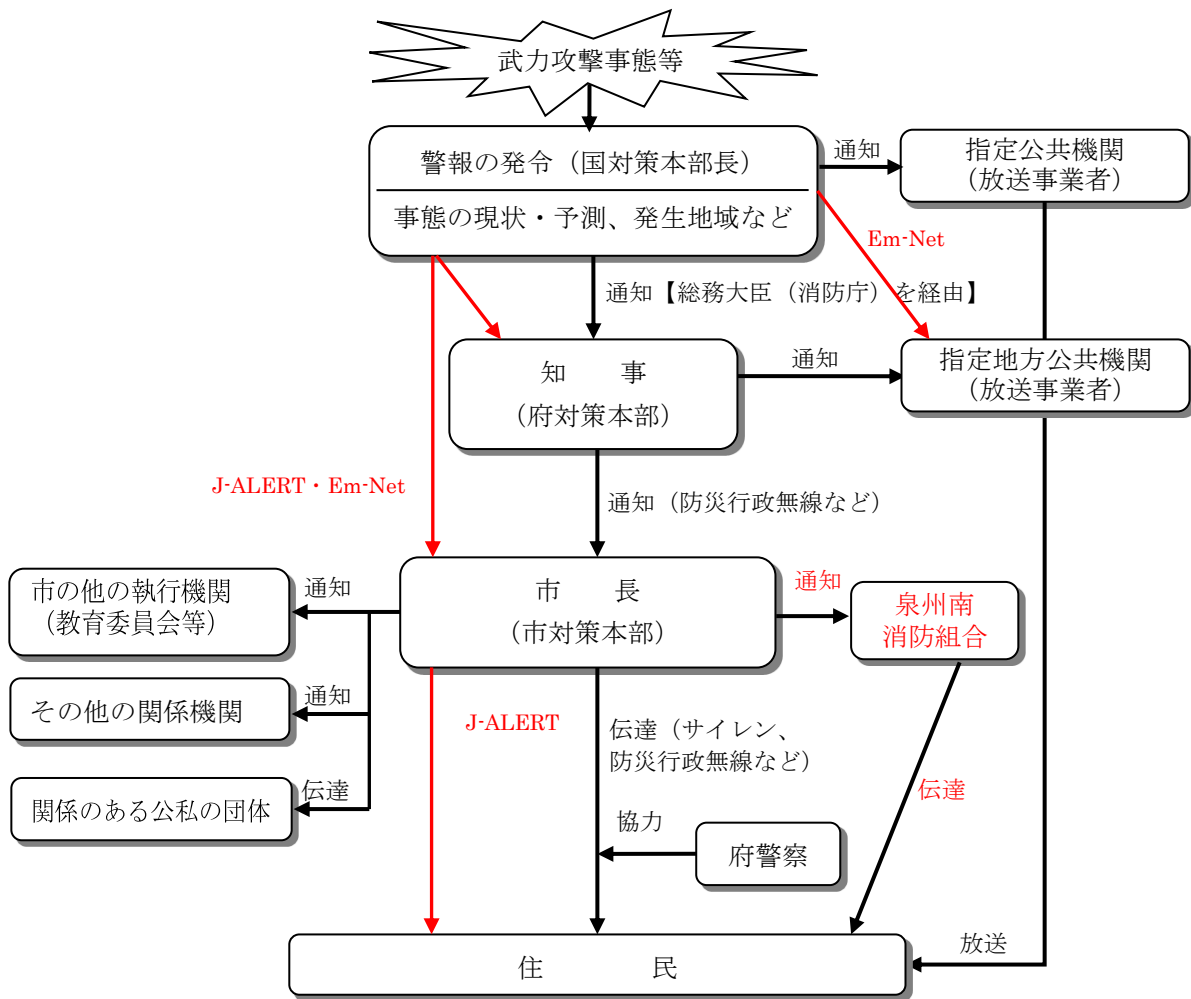 武力攻撃事態等
警報の発令（国対策本部長）
事態の現状・予測、発生地域など
通知
指定公共機関
（放送事業者）
Em-Net
通知【総務大臣（消防庁）を経由】
知　　事
（府対策本部）
通知
指定地方公共機関
（放送事業者）
J-ALERT・Em-Net
通知（防災行政無線など）
市の他の執行機関
（教育委員会等）
通知
市　　長
（市対策本部）
通知
泉州南
消防組合
その他の関係機関
通知
J-ALERT
伝達（サイレン、
防災行政無線など）
関係のある公私の団体
伝達
伝達
協力
府警察
放送
住　　　　民